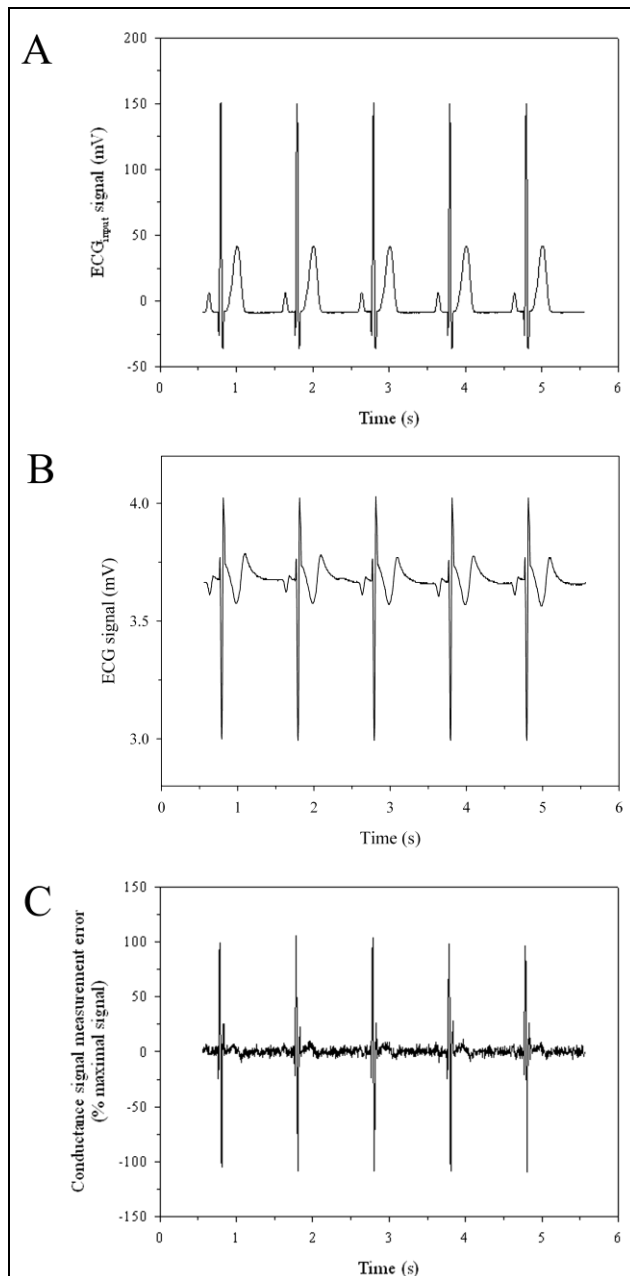 A
200
150
100
50
0
-50
ECGinput signal (mV)
0 1 2 3 4 5 6
Time (s)
B
4.0
3.5
3.0
ECG signal (mV)
0 1 2 3 4 5 6
Time (s)
C
150
100
50
0
-50
-100
-150
Conductance signal measurement error
(% maximal signal)
0 1 2 3 4 5 6
Time (s)